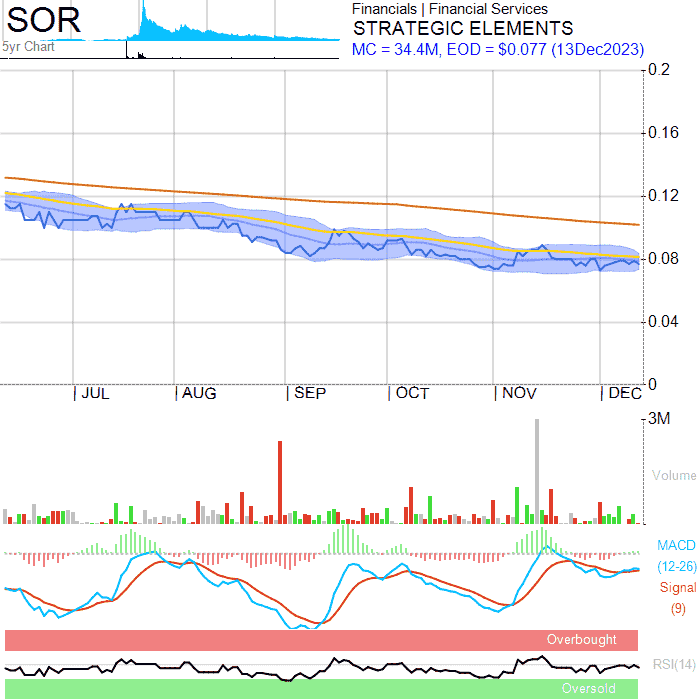 SOR
5yr Chart
Financials | Financial Services
STRATEGIC ELEMENTS
MC = 34.4M, EOD = $0.077 (13Dec2023)
0.2
0.16
0.12
0.08
0.04
0
| JUL | AUG | SEP | OCT | NOV | DEC
3M
Volume
MACD
(12-26)
Signal
(9)
Overbought
RSI(14)
Oversold